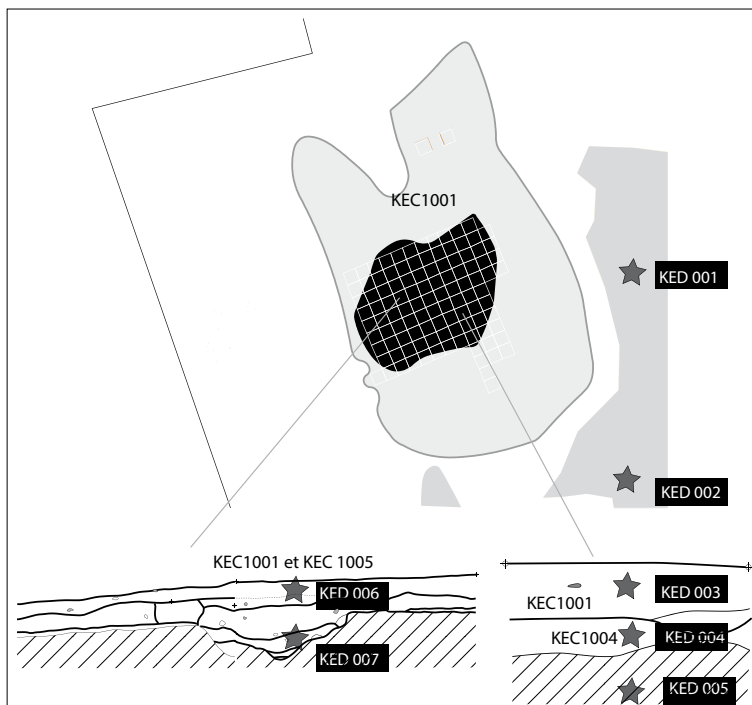 KEC1001
KED 001
KED 002
KEC1001 et KEC 1005
KED 006
KED 007
KED 003
KEC1001
KEC1004
KED 004
KED 005